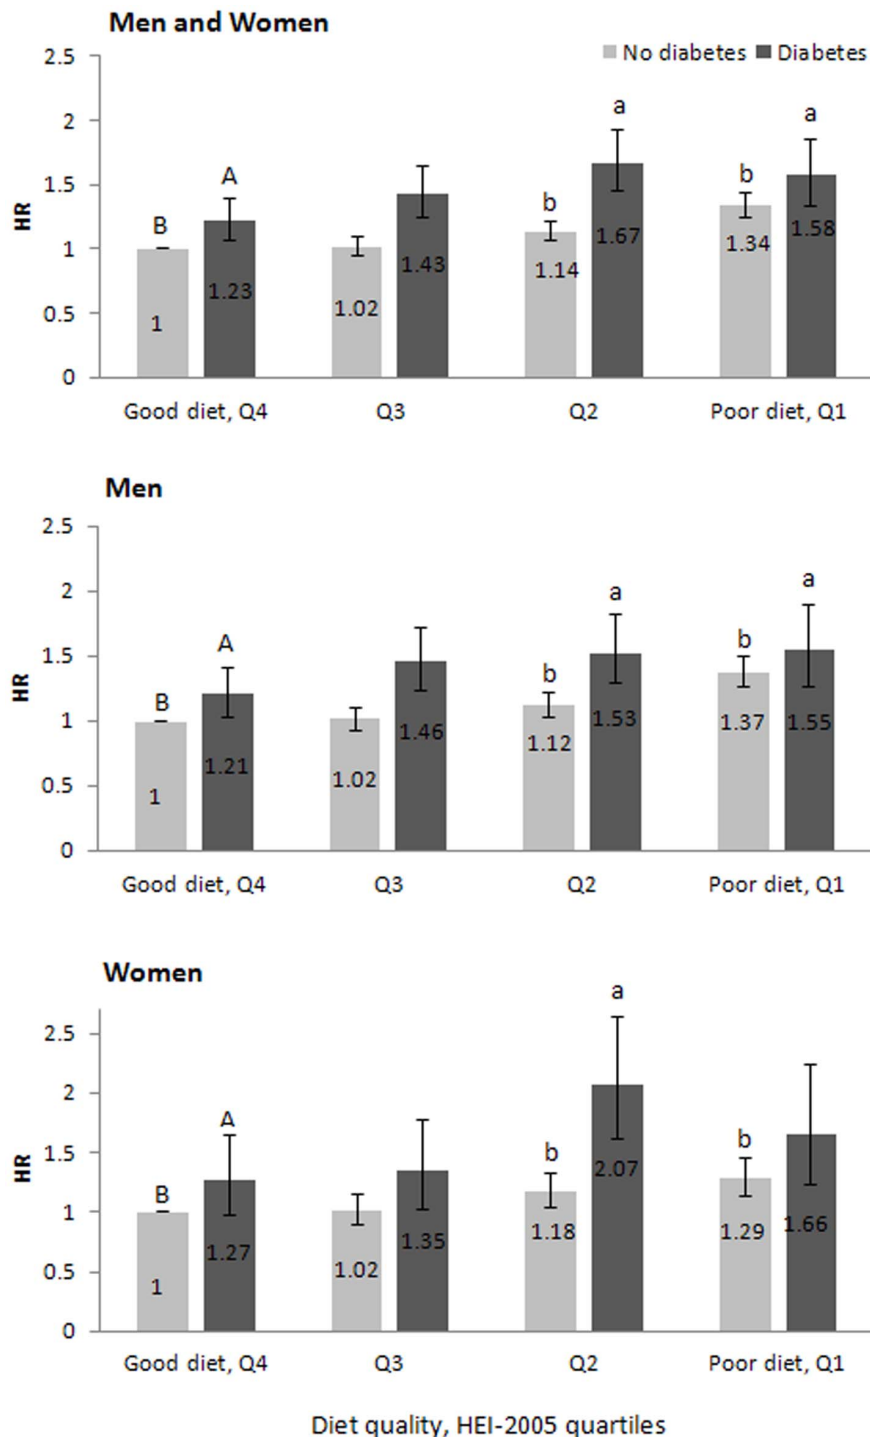 Men and Women
No diabetes Diabetes
2.5
2
1.5
1
0.5
0
HR
B A a b a b
1 1.23 1.02 1.43 1.14 1.67 1.34 1.58
Good diet, Q4 Q3 Q2 Poor diet, Q1
Men
2.5
2
1.5
1
0.5
0
HR
B A b a b a
1 1.21 1.02 1.46 1.12 1.53 1.37 1.55
Good diet, Q4 Q3 Q2 Poor diet, Q1
Women
2.5
2
1.5
1
0.5
0
HR
B A b a b
1 1.27 1.02 1.35 1.18 2.07 1.29 1.66
Good diet, Q4 Q3 Q2 Poor diet, Q1
Diet quality, HEI-2005 quartiles